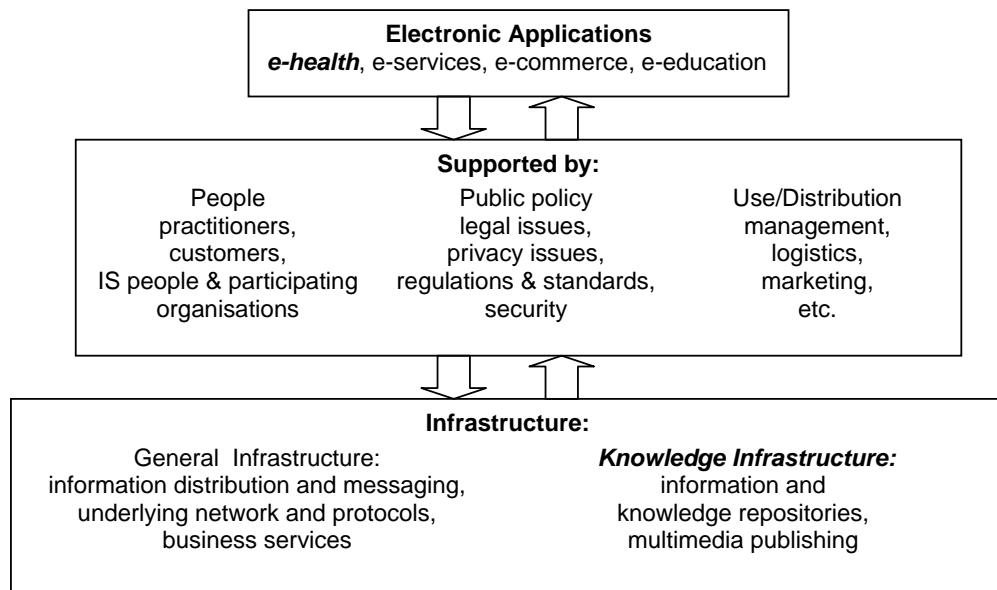 Electronic Applications
e-health, e-services, e-commerce, e-education
Supported by:
People
practitioners,
customers,
IS people & participating
organisations
Public policy
legal issues,
privacy issues,
regulations & standards,
security
Use/Distribution
management,
logistics,
marketing,
etc.
Infrastructure:
General Infrastructure:
information distribution and messaging,
underlying network and protocols,
business services
Knowledge Infrastructure:
information and
knowledge repositories,
multimedia publishing